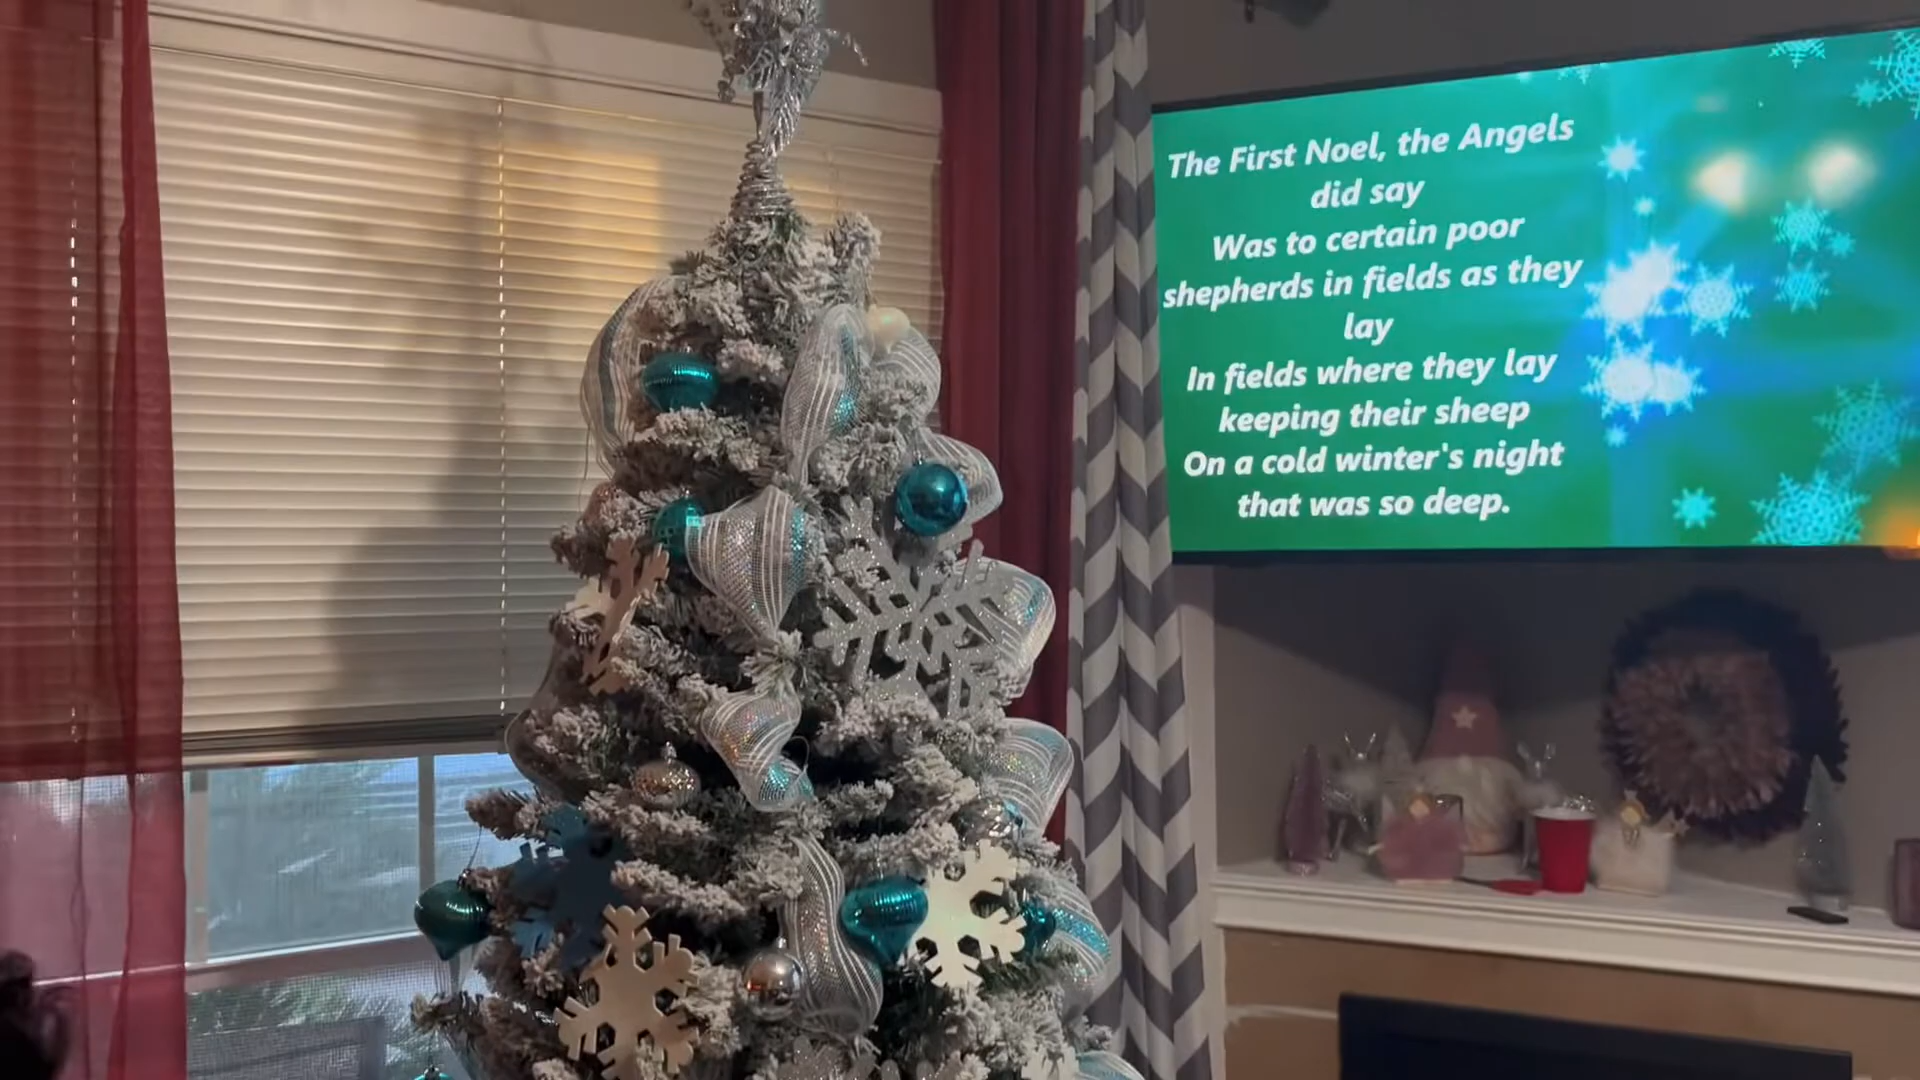 The First Noel, the Angels
did say
Was to certain poor
shepherds in fields as they
lay
In fields where they lay
keeping their sheep
On a cold winter's night
that was so deep.